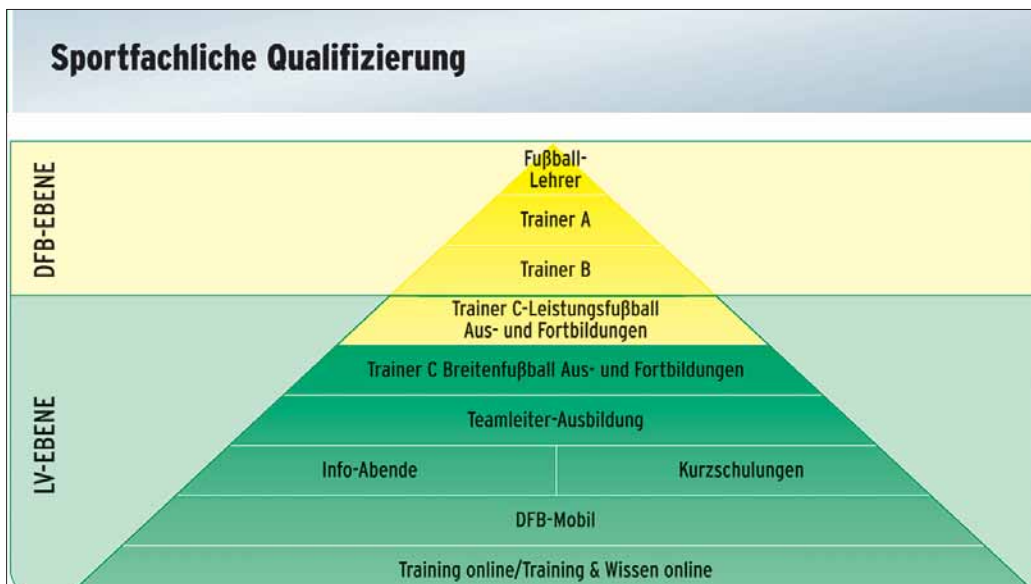 Sportfachliche Qualifizierung
DFB-EBENE
Fußball-
Lehrer
Trainer A
Trainer B
LV-EBENE
Trainer C-Leistungsfußball
Aus- und Fortbildungen
Trainer C Breitenfußball Aus- und Fortbildungen
Teamleiter-Ausbildung
Info-Abende
Kurzschulungen
DFB-Mobil
Training online/Training & Wissen online